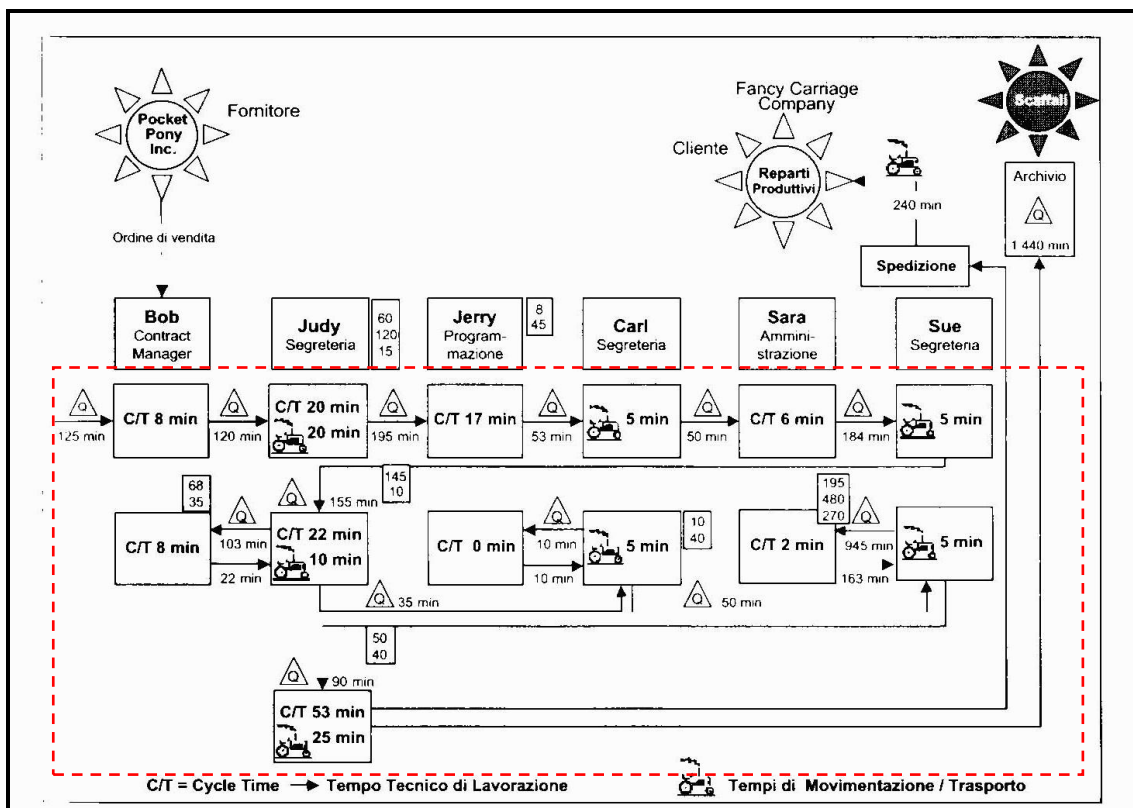 Pocket
Pony
Inc.
Fornitore
Fancy Carriage
Company
Cliente
Reparti
Produttivi
240 min
Scaffali
Archivio
Q
1 440 min
Ordine di vendita
Spedizione
Bob
Contract
Manager
Judy
Segreteria
60
120
15
Jerry
Program-
mazione
8
45
Carl
Segreteria
Sara
Ammini-
strazione
Sue
Segreteria
Q
125 min
C/T 8 min
Q
120 min
C/T 20 min
20 min
Q
195 min
C/T 17 min
Q
53 min
5 min
Q
50 min
C/T 6 min
Q
184 min
5 min
68
35
Q
155 min
145
10
195
480
270
C/T 8 min
Q
103 min
22 min
C/T 22 min
10 min
C/T 0 min
Q
10 min
10 min
5 min
10
40
C/T 2 min
Q
945 min
163 min
5 min
Q
35 min
Q
50 min
50
40
Q
90 min
C/T 53 min
25 min
C/T = Cycle Time
Tempo Tecnico di Lavorazione
Tempi di Movimentazione / Trasporto